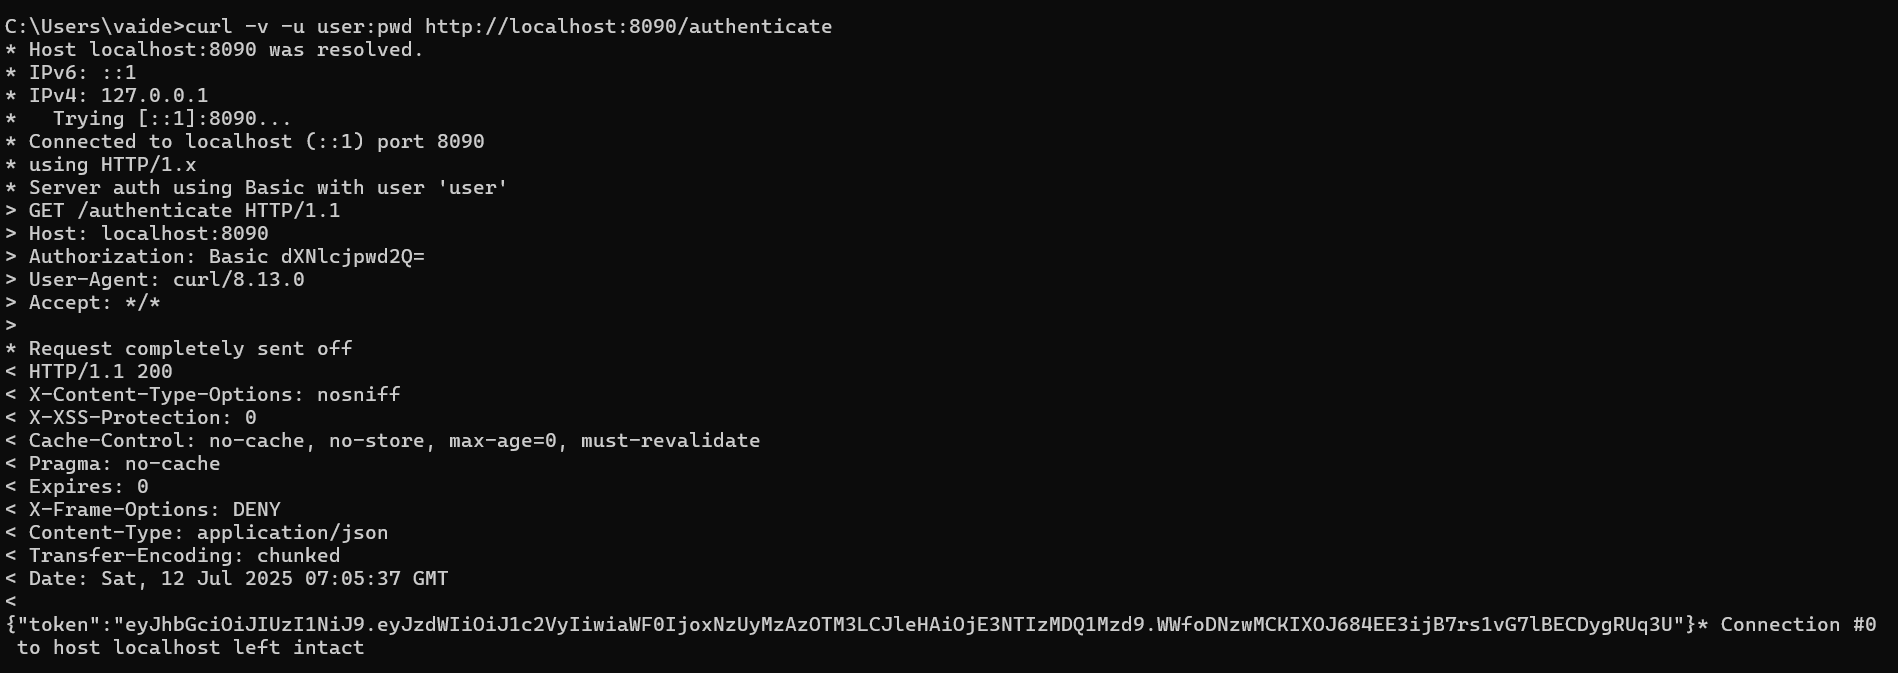 C:\Users\vaide>curl -v -u user:pwd http://localhost:8090/authenticate
* Host localhost:8090 was resolved.
* IPv6: ::1
* IPv4: 127.0.0.1
*   Trying [::1]:8090...
* Connected to localhost (::1) port 8090
* using HTTP/1.x
* Server auth using Basic with user 'user'
> GET /authenticate HTTP/1.1
> Host: localhost:8090
> Authorization: Basic dXNlcjpwd2Q=
> User-Agent: curl/8.13.0
> Accept: */*
>
* Request completely sent off
< HTTP/1.1 200
< X-Content-Type-Options: nosniff
< X-XSS-Protection: 0
< Cache-Control: no-cache, no-store, max-age=0, must-revalidate
< Pragma: no-cache
< Expires: 0
< X-Frame-Options: DENY
< Content-Type: application/json
< Transfer-Encoding: chunked
< Date: Sat, 12 Jul 2025 07:05:37 GMT
<
{"token":"eyJhbGciOiJIUzI1NiJ9.eyJzdWIiOiJ1c2VyIiwiaWF0IjoxNzUyMzAzOTM3LCJleHAiOjE3NTIzMDQ1Mzd9.WWfoDNzwMCKIXOJ684EE3ijB7rs1vG7lBECDygRUq3U"}* Connection #0
 to host localhost left intact